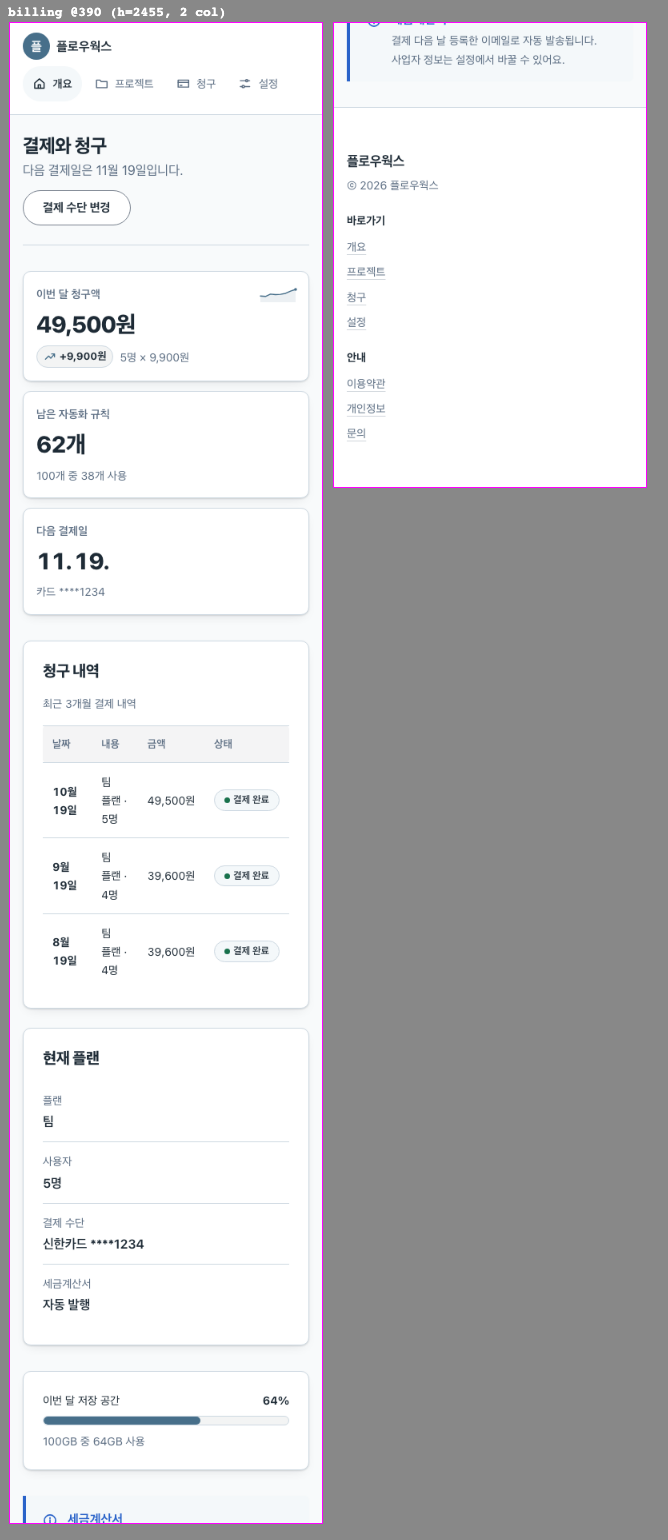 billing @390 (h=2455, 2 col)
플 플로우웍스
개요 프로젝트 청구 설정
결제와 청구
다음 결제일은 11월 19일입니다.
결제 수단 변경
이번 달 청구액
49,500원
+9,900원 5명 × 9,900원
남은 자동화 규칙
62개
100개 중 38개 사용
다음 결제일
11.19.
카드 ****1234
청구 내역
최근 3개월 결제 내역
날짜 내용 금액 상태
10월 19일 팀 플랜 · 5명 49,500원 결제 완료
9월 19일 팀 플랜 · 4명 39,600원 결제 완료
8월 19일 팀 플랜 · 4명 39,600원 결제 완료
현재 플랜
플랜
팀
사용자
5명
결제 수단
신한카드 ****1234
세금계산서
자동 발행
이번 달 저장 공간 64%
100GB 중 64GB 사용
세금계산서
결제 다음 날 등록한 이메일로 자동 발송됩니다.
사업자 정보는 설정에서 바꿀 수 있어요.
플로우웍스
© 2026 플로우웍스
바로가기
개요
프로젝트
청구
설정
안내
이용약관
개인정보
문의